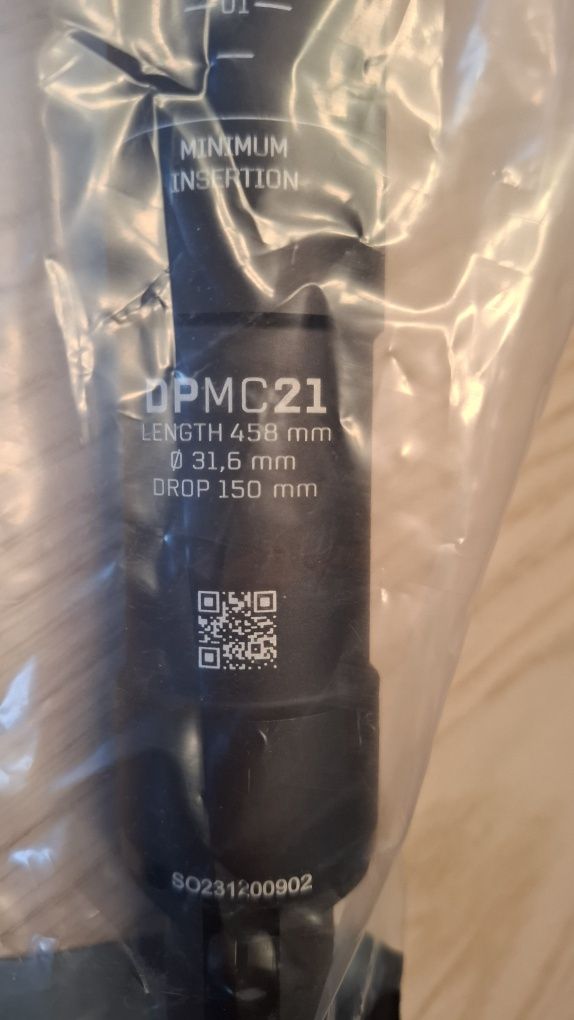 MINIMUM
INSERTION
DPMC21
LENGTH 458 mm
Ø 31,6 mm
DROP 150 mm
SO231200902